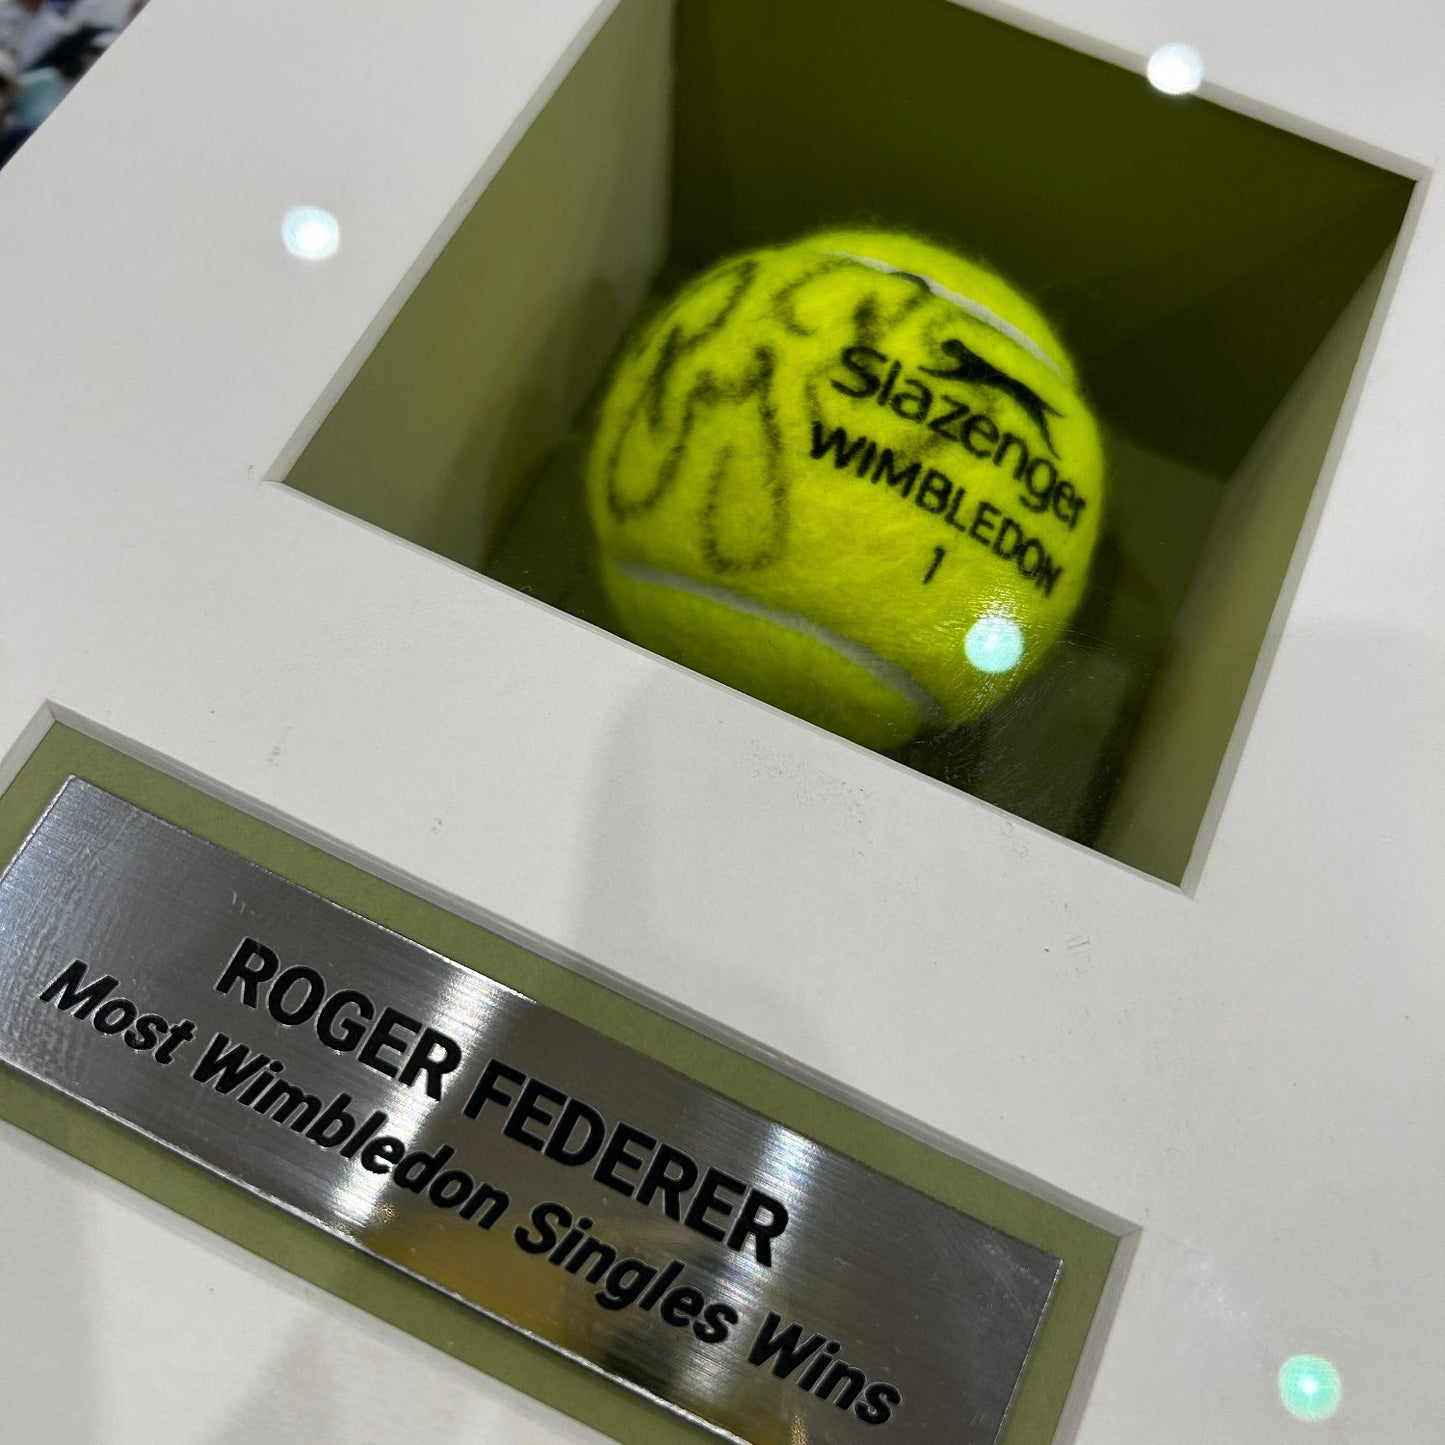 Slazenger
WIMBLEDON
1
ROGER FEDERER
Most Wimbledon Singles Wins